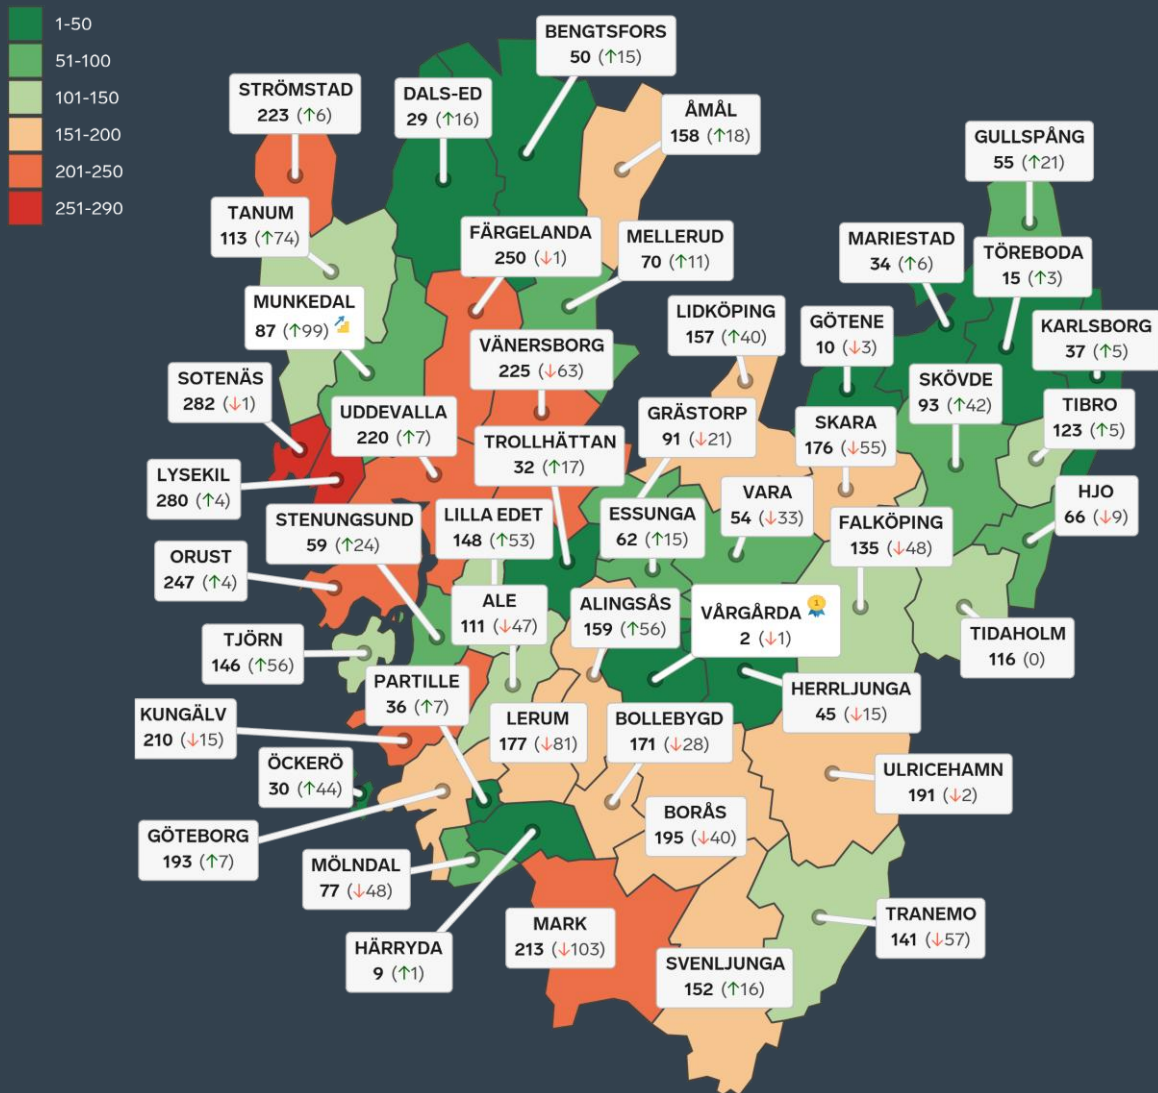 1-50
51-100
101-150
151-200
201-250
251-290
BENGTSFORS
50 (↑15)
STRÖMSTAD
223 (↑6)
DALS-ED
29 (↑16)
ÅMÅL
158 (↑18)
GULLSPÅNG
55 (↑21)
TANUM
113 (↑74)
FÄRGELANDA
250 (↓1)
MELLERUD
70 (↑11)
MARIESTAD
34 (↑6)
TÖREBODA
15 (↑3)
MUNKEDAL
87 (↑99)
LIDKÖPING
157 (↑40)
GÖTENE
10 (↓3)
KARLSBORG
37 (↑5)
VÄNERSBORG
225 (↓63)
SOTENÄS
282 (↓1)
SKÖVDE
93 (↑42)
UDDEVALLA
220 (↑7)
GRÄSTORP
91 (↓21)
SKARA
176 (↓55)
TIBRO
123 (↑5)
TROLLHÄTTAN
32 (↑17)
LYSEKIL
280 (↑4)
VARA
54 (↓33)
HJO
66 (↓9)
STENUNGSUND
59 (↑24)
LILLA EDET
148 (↑53)
ESSUNGA
62 (↑15)
FALKÖPING
135 (↓48)
ORUST
247 (↑4)
ALE
111 (↓47)
ALINGSÅS
159 (↑56)
VÅRGÅRDA
1
2 (↓1)
TJÖRN
146 (↑56)
TIDAHOLM
116 (0)
PARTILLE
36 (↑7)
HERRLJUNGA
45 (↓15)
KUNGÄLV
210 (↓15)
LERUM
177 (↓81)
BOLLEBYGD
171 (↓28)
ÖCKERÖ
30 (↑44)
ULRICEHAMN
191 (↓2)
BORÅS
195 (↓40)
GÖTEBORG
193 (↑7)
MÖLNDAL
77 (↓48)
MARK
213 (↓103)
TRANEMO
141 (↓57)
HÄRRYDA
9 (↑1)
SVENLJUNGA
152 (↑16)